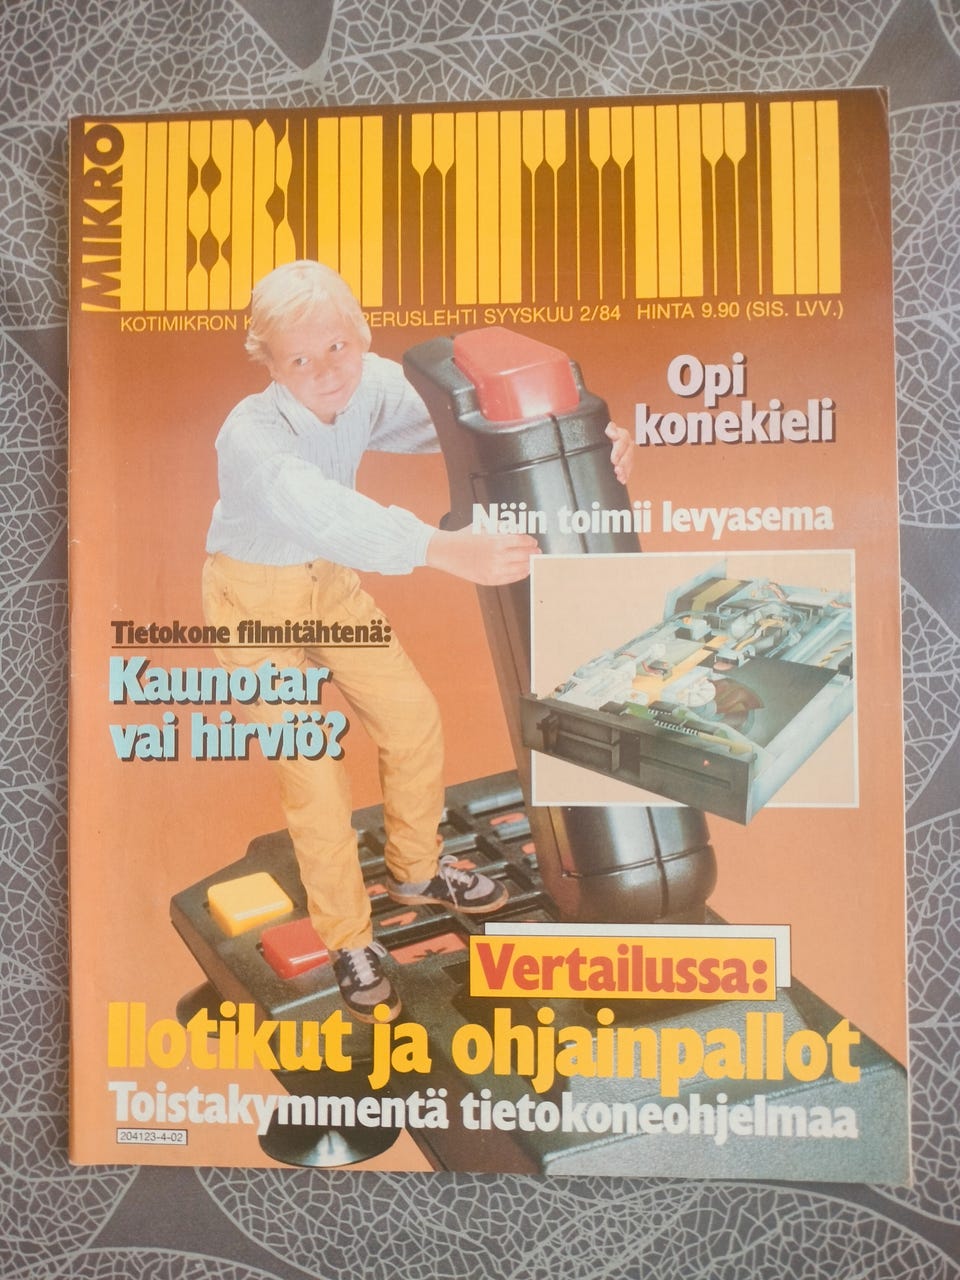 MIKRO
BITTI
KOTIMIKRON K PERUSLEHTI SYYSKUU 2/84 HINTA 9.90 (SIS. LVV.)
Opi
konekieli
Näin toimii levyasema
Tietokone filmitähtenä:
Kaunotar
vai hirviö?
Vertailussa:
Ilotikut ja ohjainpallot
Toistakymmentä tietokoneohjelmaa
204123-4-02